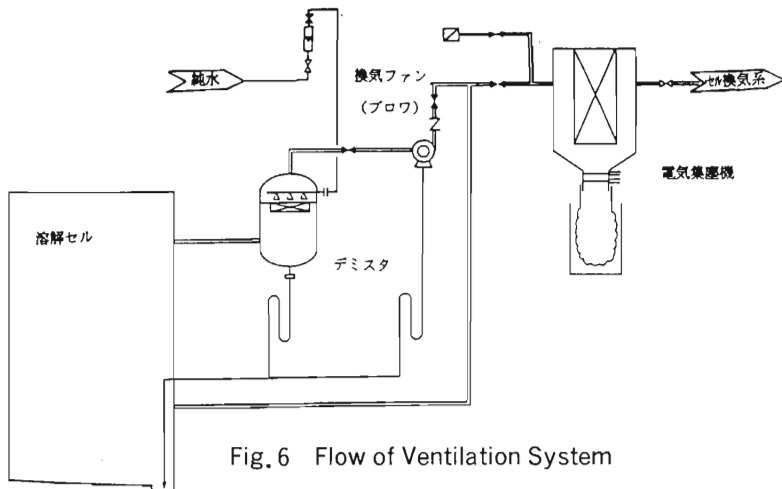 純水
換気ファン
(ブロワ)
セル換気系
電気集塵機
溶解セル
デミスタ
Fig. 6 Flow of Ventilation System